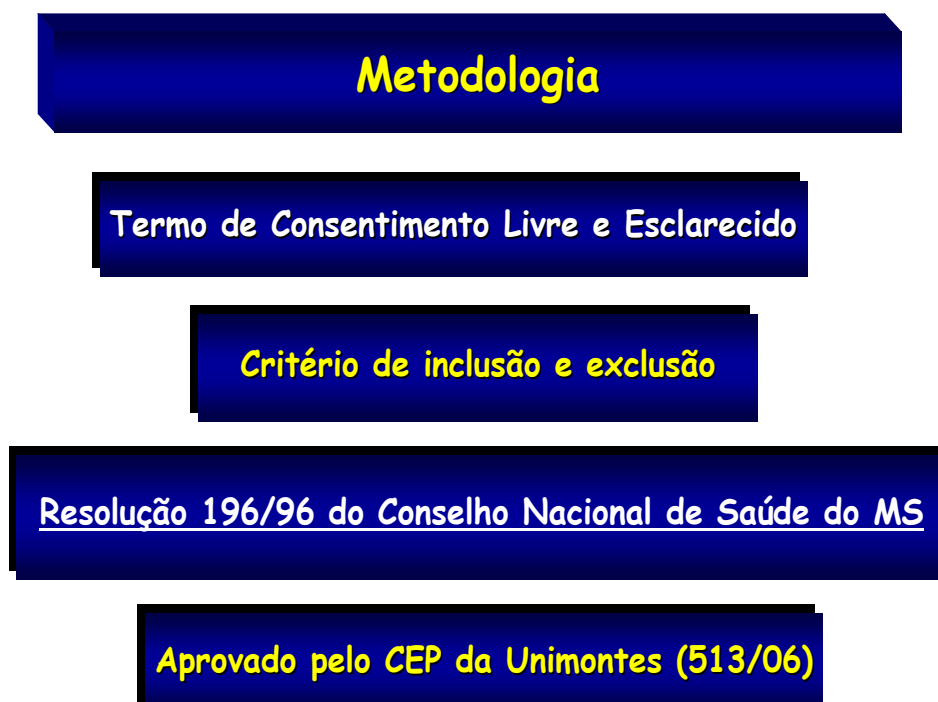 Metodologia
Termo de Consentimento Livre e Esclarecido
Critério de inclusão e exclusão
Resolução 196/96 do Conselho Nacional de Saúde do MS
Aprovado pelo CEP da Unimontes (513/06)